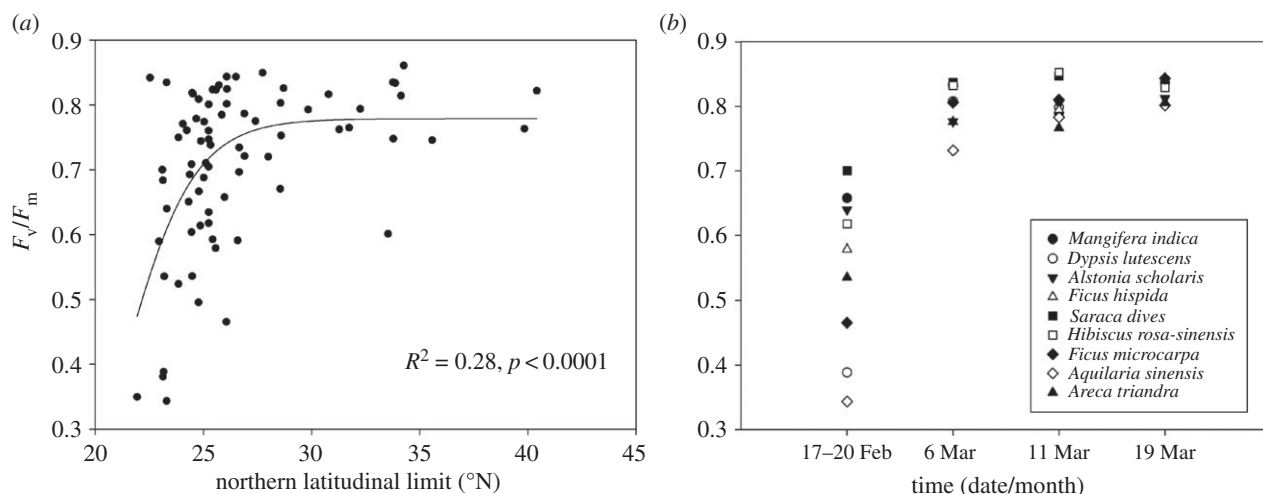 (a)
0.9
0.8
0.7
0.6
0.5
0.4
0.3
Fv/Fm
R² = 0.28, p < 0.0001
20 25 30 35 40 45
northern latitudinal limit (°N)
(b)
0.9
0.8
0.7
0.6
0.5
0.4
0.3
Mangifera indica
Dypsis lutescens
Alstonia scholaris
Ficus hispida
Saraca dives
Hibiscus rosa-sinensis
Ficus microcarpa
Aquilaria sinensis
Areca triandra
17–20 Feb 6 Mar 11 Mar 19 Mar
time (date/month)